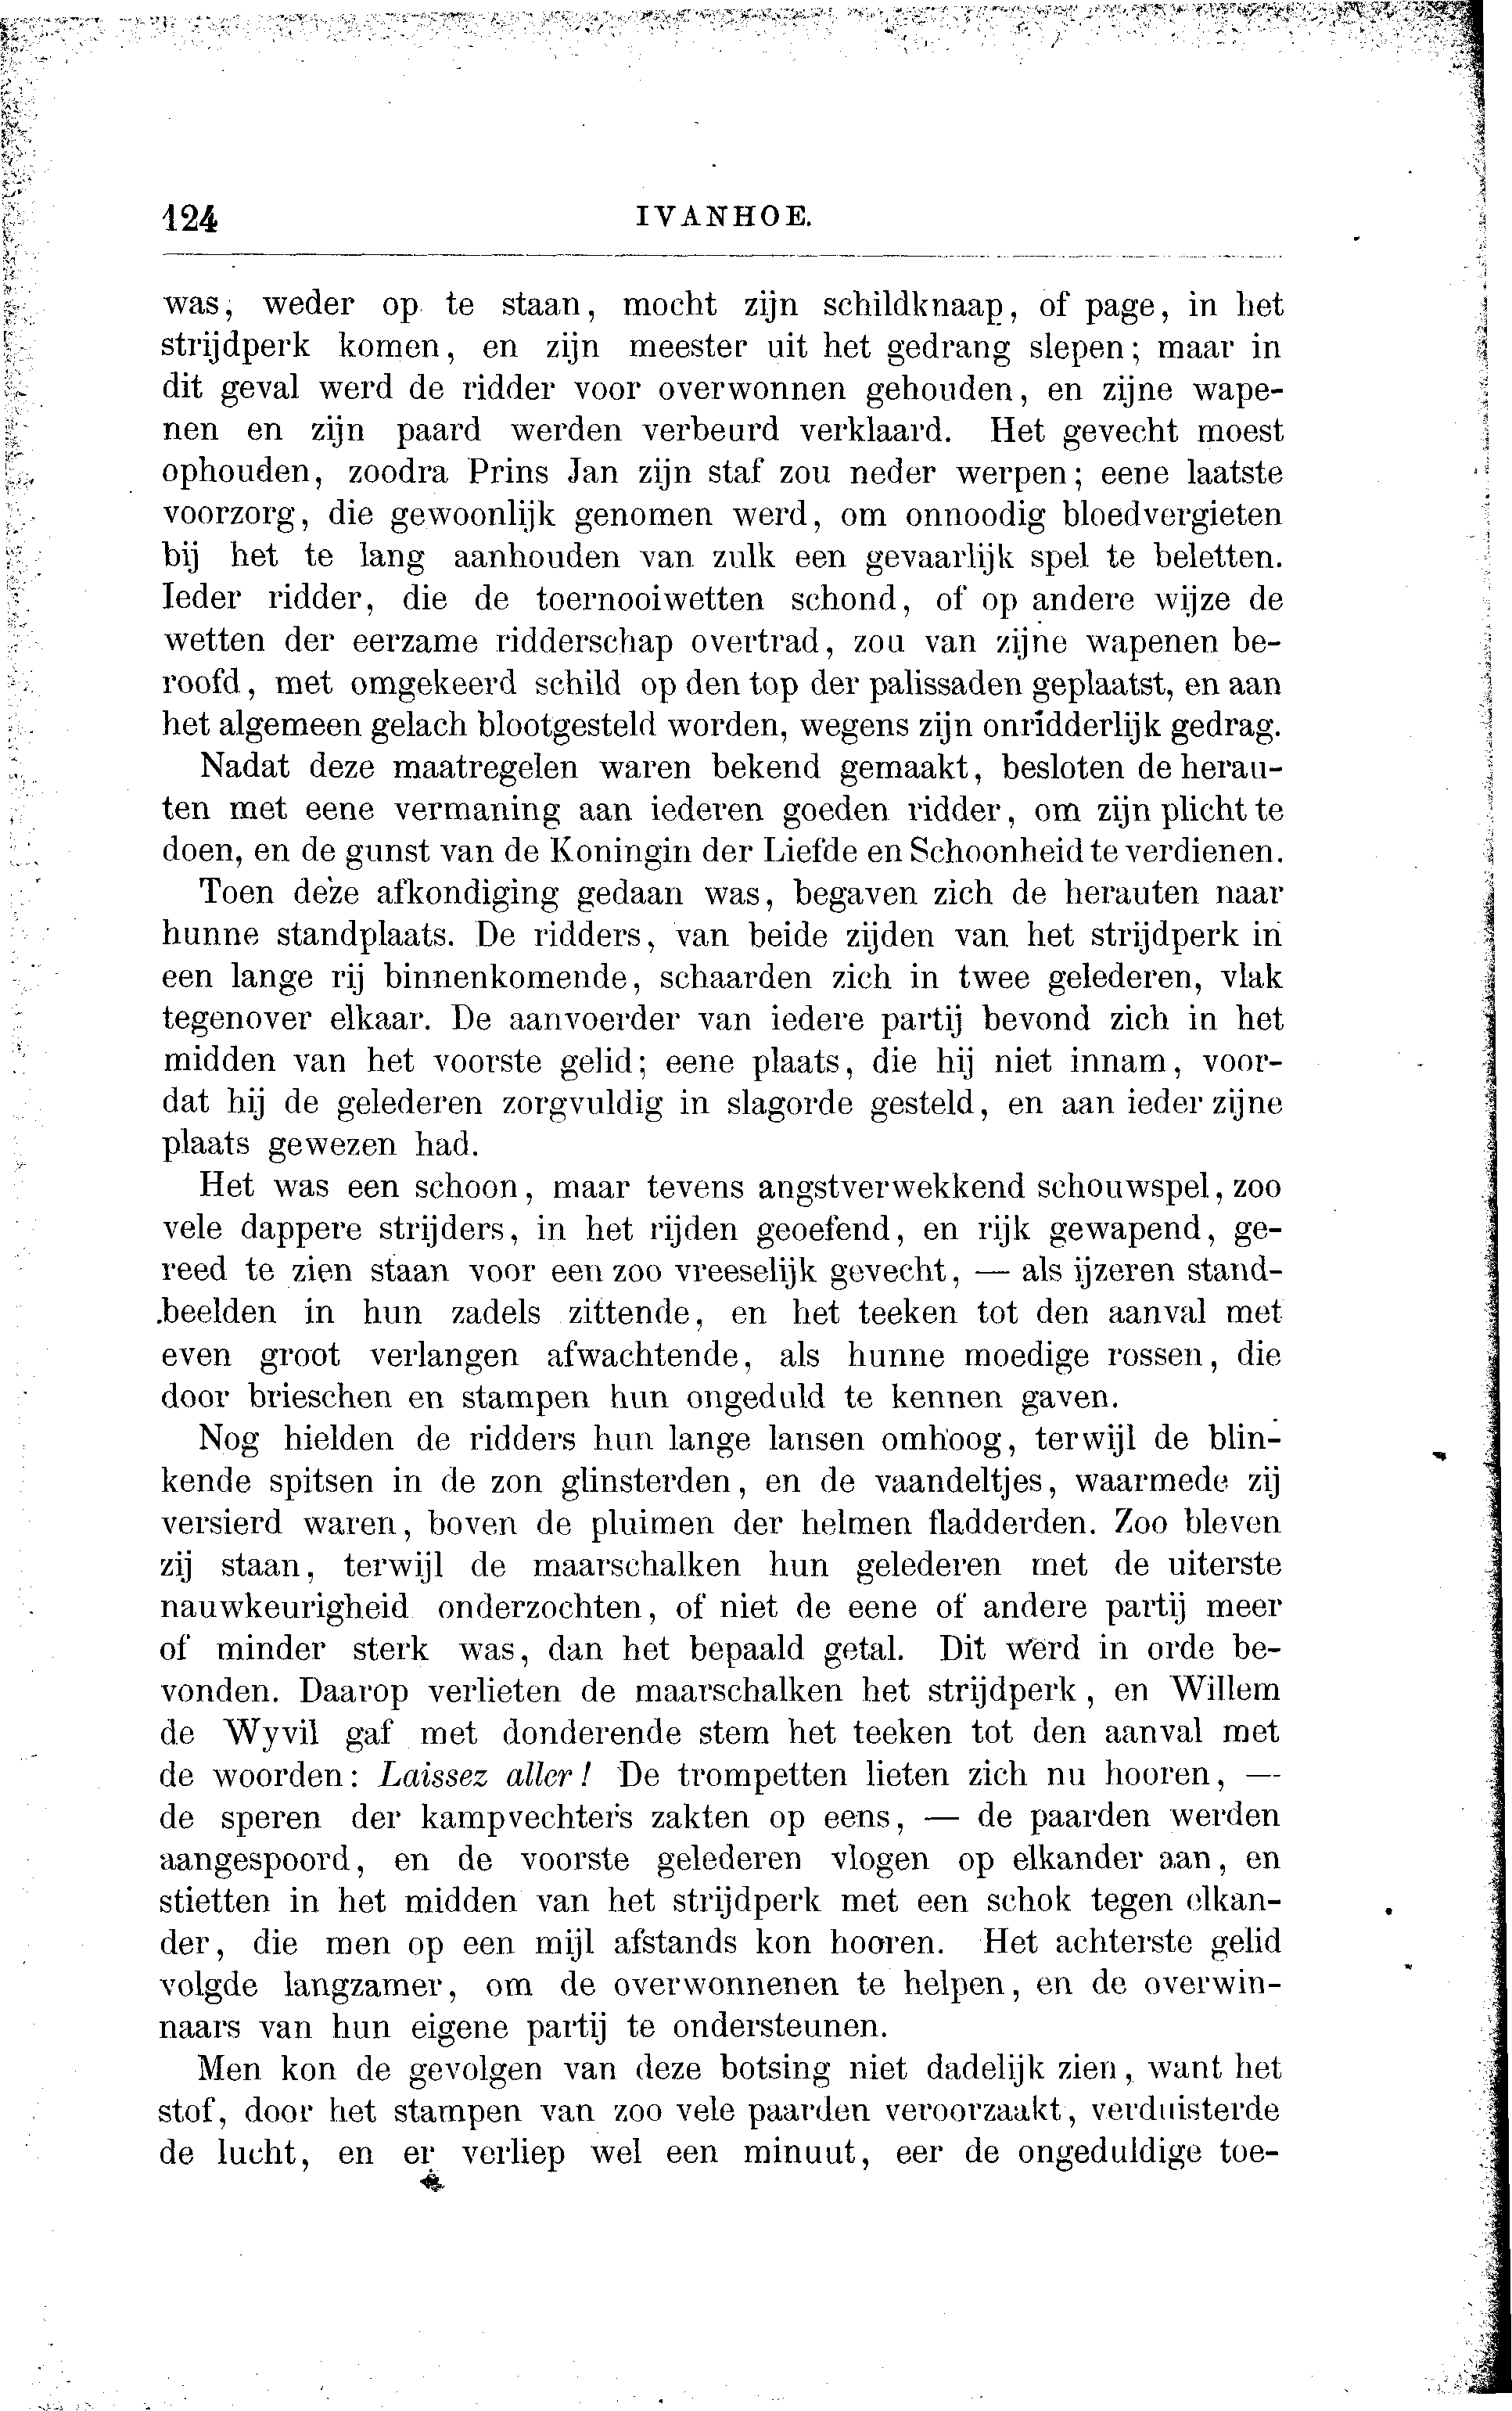 124 IVANHOE.
was, weder op te staan, mocht zijn schildknaap, of page, in het
strijdperk komen, en zijn meester uit het gedrang slepen; maar in
dit geval werd de ridder voor overwonnen gehouden, en zijne wape-
nen en zijn paard werden verbeurd verklaard. Het gevecht moest
ophouden, zoodra Prins Jan zijn staf zou neder werpen; eene laatste
voorzorg, die gewoonlijk genomen werd, om onnoodig bloedvergieten
bij het te lang aanhouden van zulk een gevaarlijk spel te beletten.
Ieder ridder, die de toernooiwetten schond, of op andere wijze de
wetten der eerzame ridderschap overtrad, zou van zijne wapenen be-
roofd, met omgekeerd schild op den top der palissaden geplaatst, en aan
het algemeen gelach blootgesteld worden, wegens zijn onridderlijk gedrag.
Nadat deze maatregelen waren bekend gemaakt, besloten de herau-
ten met eene vermaning aan iederen goeden ridder, om zijn plicht te
doen, en de gunst van de Koningin der Liefde en Schoonheid te verdienen.
Toen deze afkondiging gedaan was, begaven zich de herauten naar
hunne standplaats. De ridders, van beide zijden van het strijdperk in
een lange rij binnenkomende, schaarden zich in twee gelederen, vlak
tegenover elkaar. De aanvoerder van iedere partij bevond zich in het
midden van het voorste gelid; eene plaats, die hij niet innam, voor-
dat hij de gelederen zorgvuldig in slagorde gesteld, en aan ieder zijne
plaats gewezen had.
Het was een schoon, maar tevens angstverwekkend schouwspel, zoo
vele dappere strijders, in het rijden geoefend, en rijk gewapend, ge-
reed te zien staan voor een zoo vreeselijk gevecht, — als ijzeren stand-
beelden in hun zadels zittende, en het teeken tot den aanval met
even groot verlangen afwachtende, als hunne moedige rossen, die
door brieschen en stampen hun ongeduld te kennen gaven.
Nog hielden de ridders hun lange lansen omhoog, terwijl de blin-
kende spitsen in de zon glinsterden, en de vaandeltjes, waarmede zij
versierd waren, boven de pluimen der helmen fladderden. Zoo bleven
zij staan, terwijl de maarschalken hun gelederen met de uiterste
nauwkeurigheid onderzochten, of niet de eene of andere partij meer
of minder sterk was, dan het bepaald getal. Dit werd in orde be-
vonden. Daarop verlieten de maarschalken het strijdperk, en Willem
de Wyvil gaf met donderende stem het teeken tot den aanval met
de woorden: Laissez aller! De trompetten lieten zich nu hooren, —
de speren der kampvechters zakten op eens, — de paarden werden
aangespoord, en de voorste gelederen vlogen op elkander aan, en
stietten in het midden van het strijdperk met een schok tegen elkan-
der, die men op een mijl afstands kon hooren. Het achterste gelid
volgde langzamer, om de overwonnenen te helpen, en de overwin-
naars van hun eigene partij te ondersteunen.
Men kon de gevolgen van deze botsing niet dadelijk zien, want het
stof, door het stampen van zoo vele paarden veroorzaakt, verduisterde
de lucht, en er verliep wel een minuut, eer de ongeduldige toe-